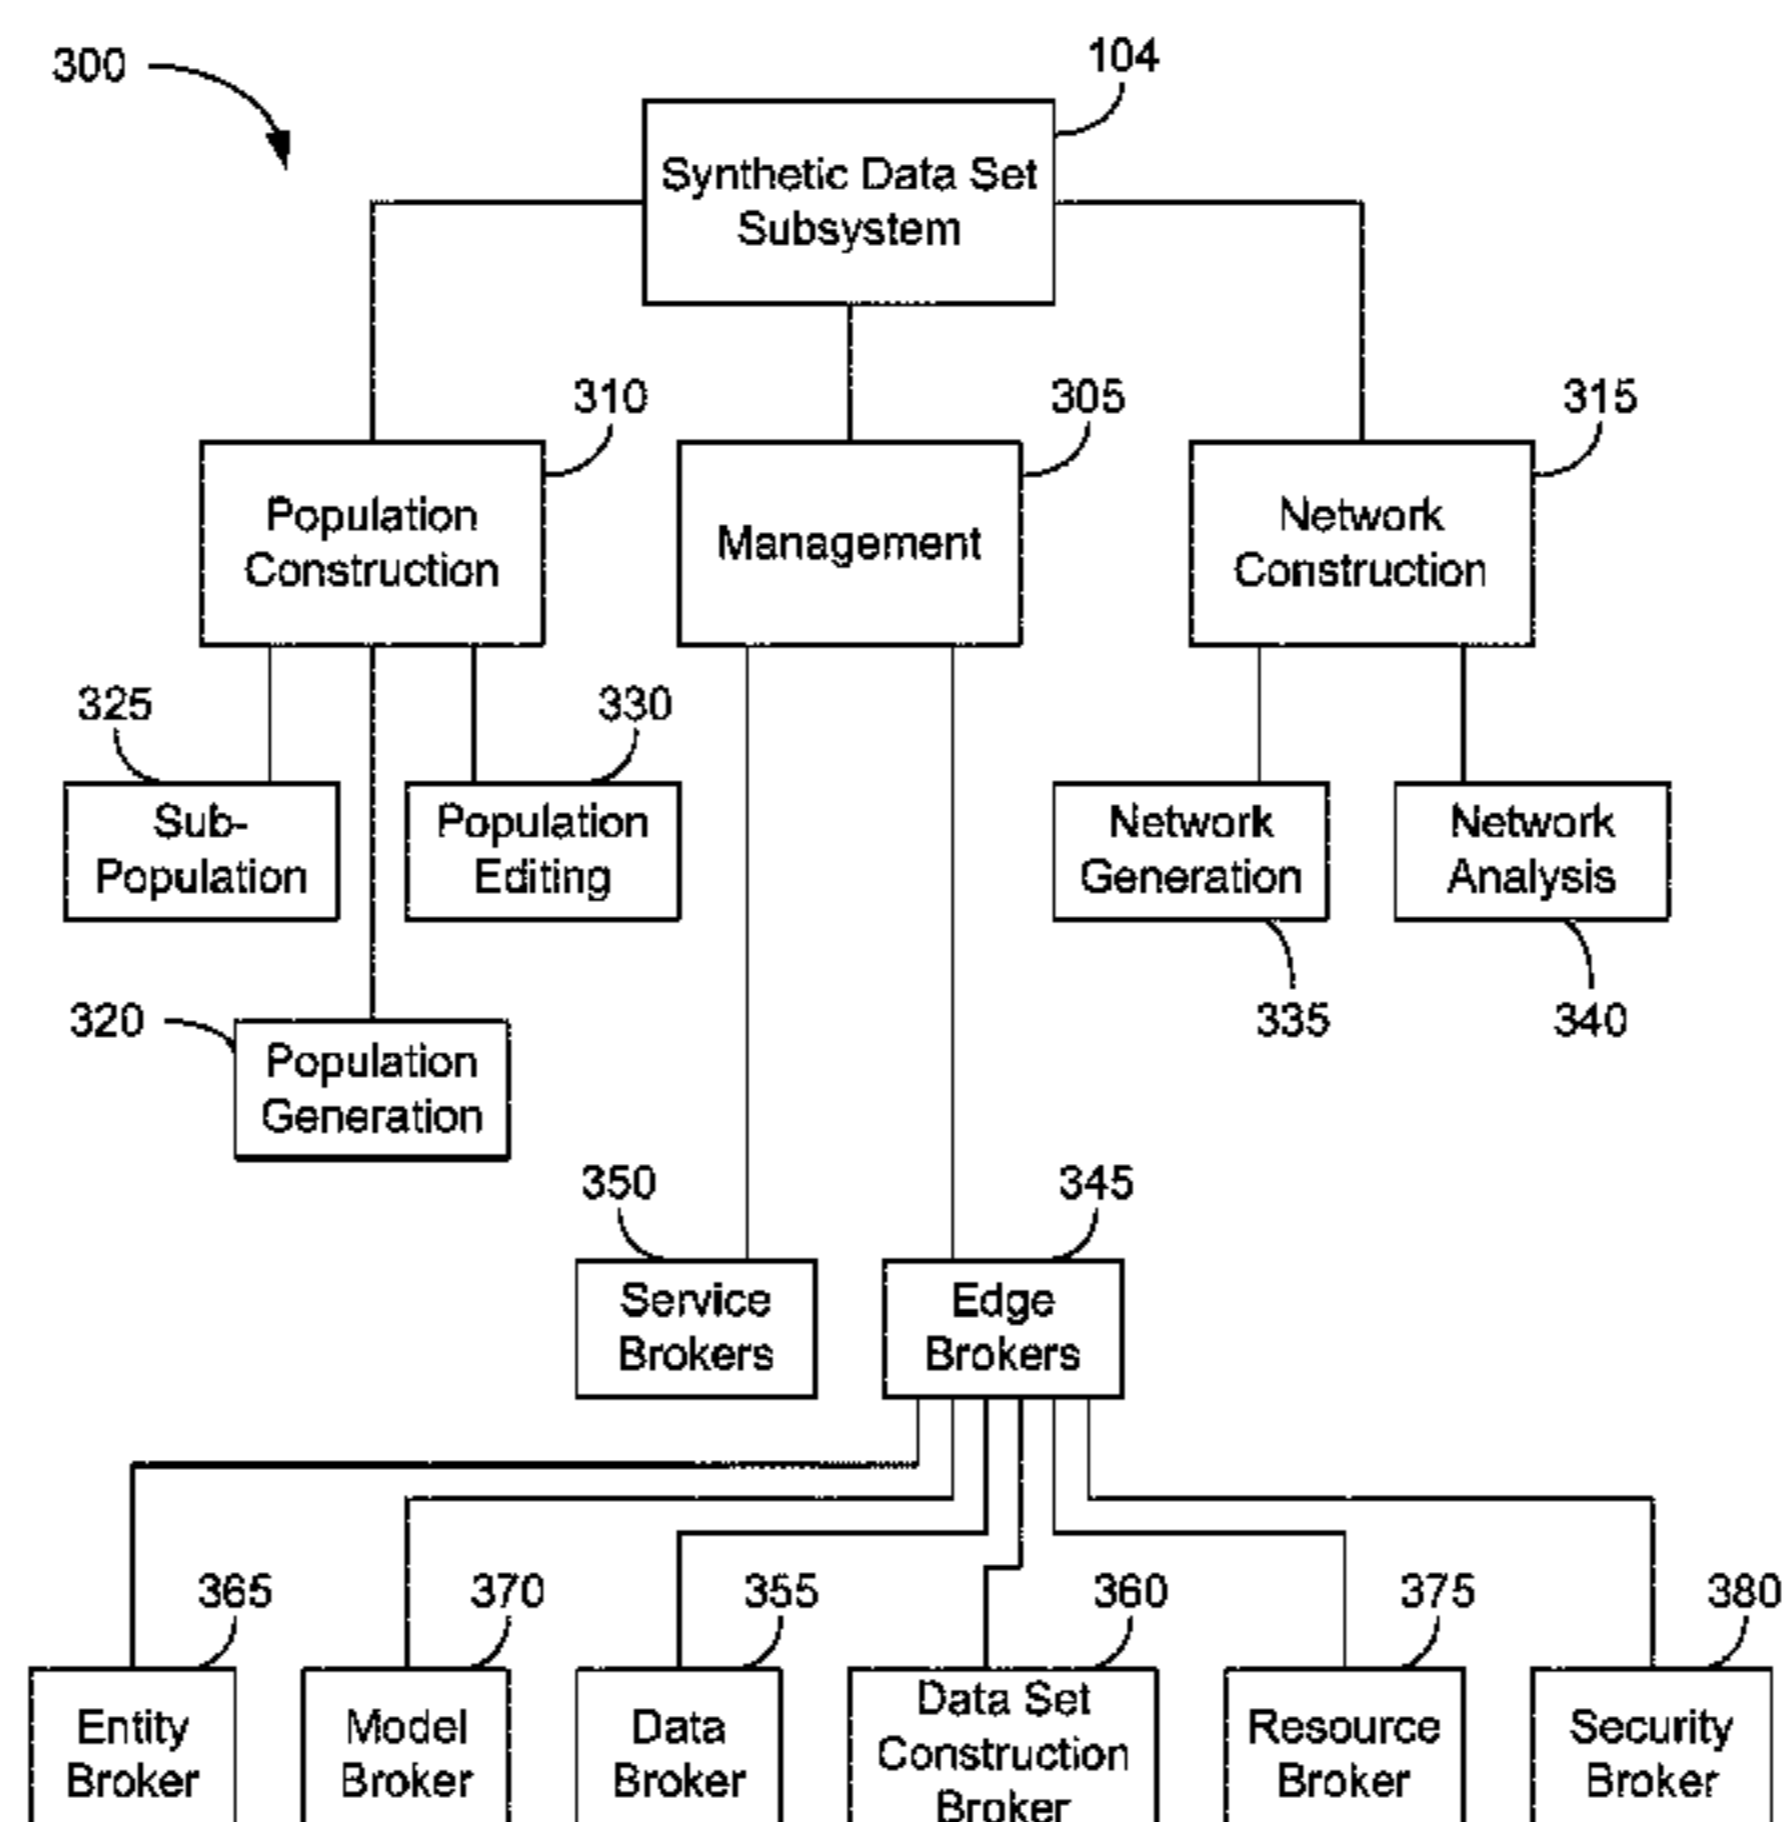 300
104
Synthetic Data Set
Subsystem
310
305
315
Population
Construction
Management
Network
Construction
325
330
Sub-
Population
Population
Editing
Network
Generation
Network
Analysis
320
335
340
Population
Generation
350
345
Service
Brokers
Edge
Brokers
365
370
355
360
375
380
Entity
Broker
Model
Broker
Data
Broker
Data Set
Construction
Broker
Resource
Broker
Security
Broker